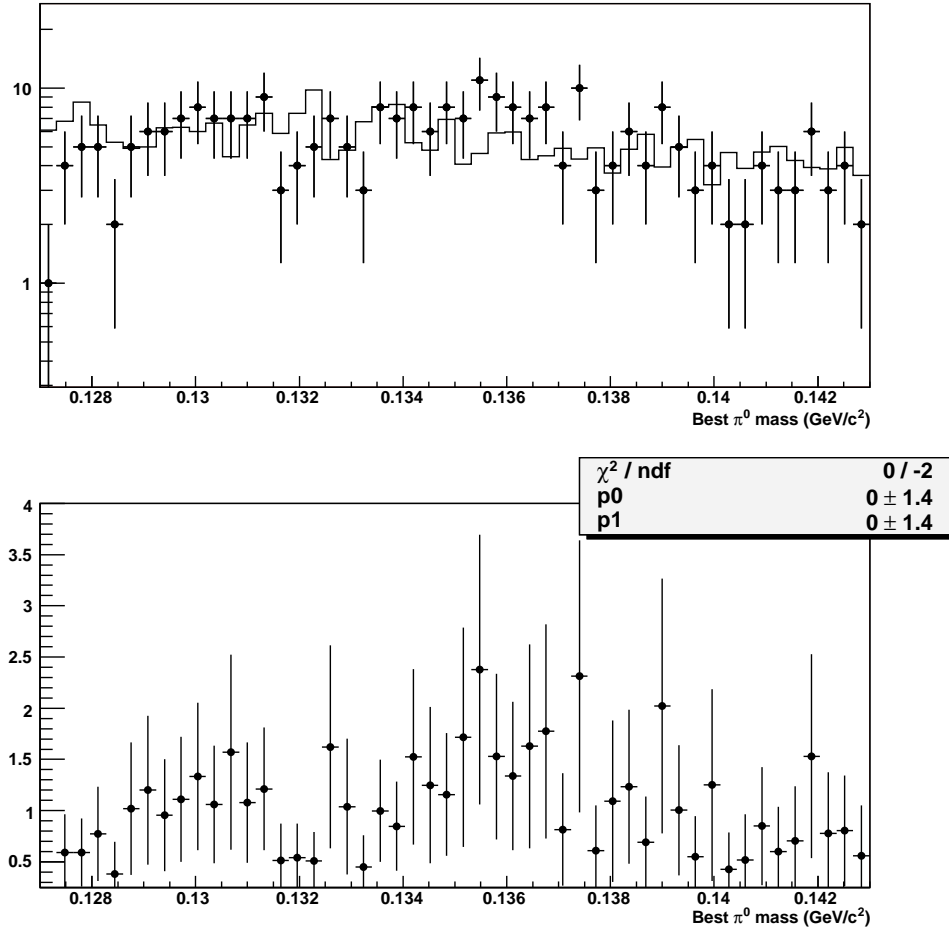 10
1
0.128 0.13 0.132 0.134 0.136 0.138 0.14 0.142
Best π⁰ mass (GeV/c²)
χ² / ndf 0 / -2
p0 0 ± 1.4
p1 0 ± 1.4
4
3.5
3
2.5
2
1.5
1
0.5
0.128 0.13 0.132 0.134 0.136 0.138 0.14 0.142
Best π⁰ mass (GeV/c²)